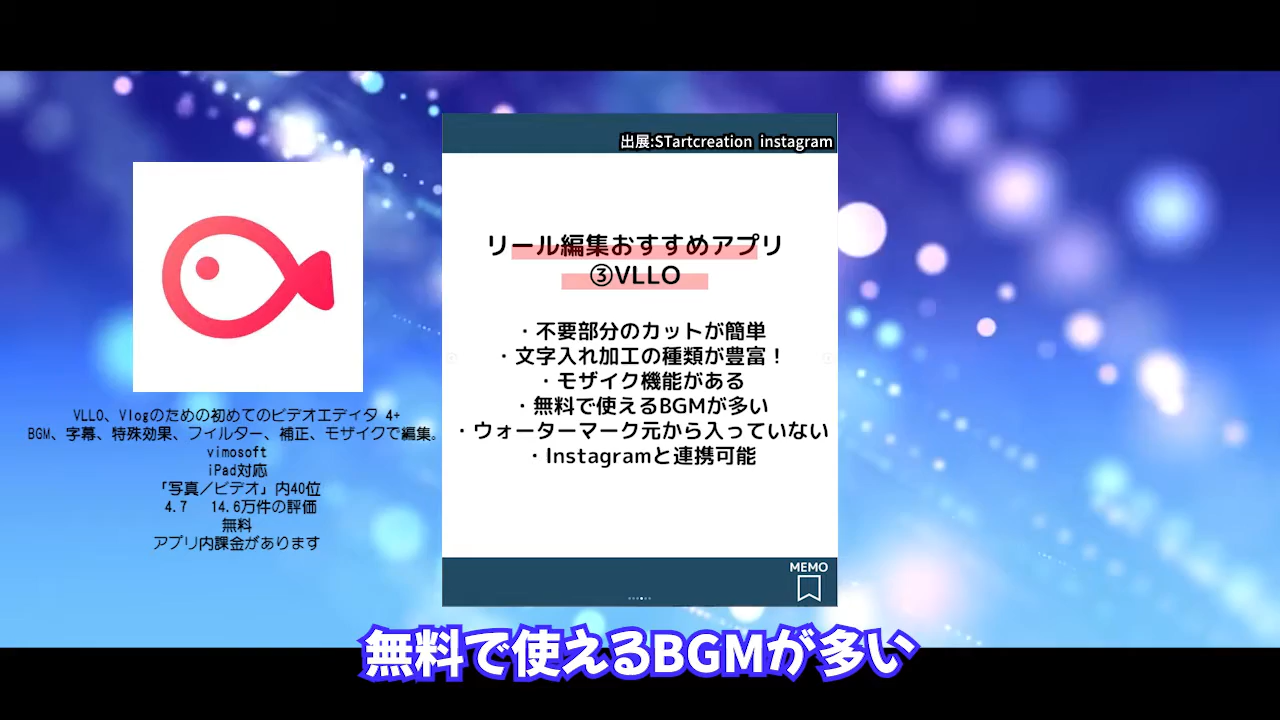 出展:STartcreation instagram
リール編集おすすめアプリ
③VLLO
・不要部分のカットが簡単
・文字入れ加工の種類が豊富！
・モザイク機能がある
・無料で使えるBGMが多い
・ウォーターマーク元から入っていない
・Instagramと連携可能
MEMO
VLLO、Vlogのための初めてのビデオエディタ 4+
BGM、字幕、特殊効果、フィルター、補正、モザイクで編集。
vimosoft
iPad対応
「写真／ビデオ」内40位
4.7 14.6万件の評価
無料
アプリ内課金があります
無料で使えるBGMが多い